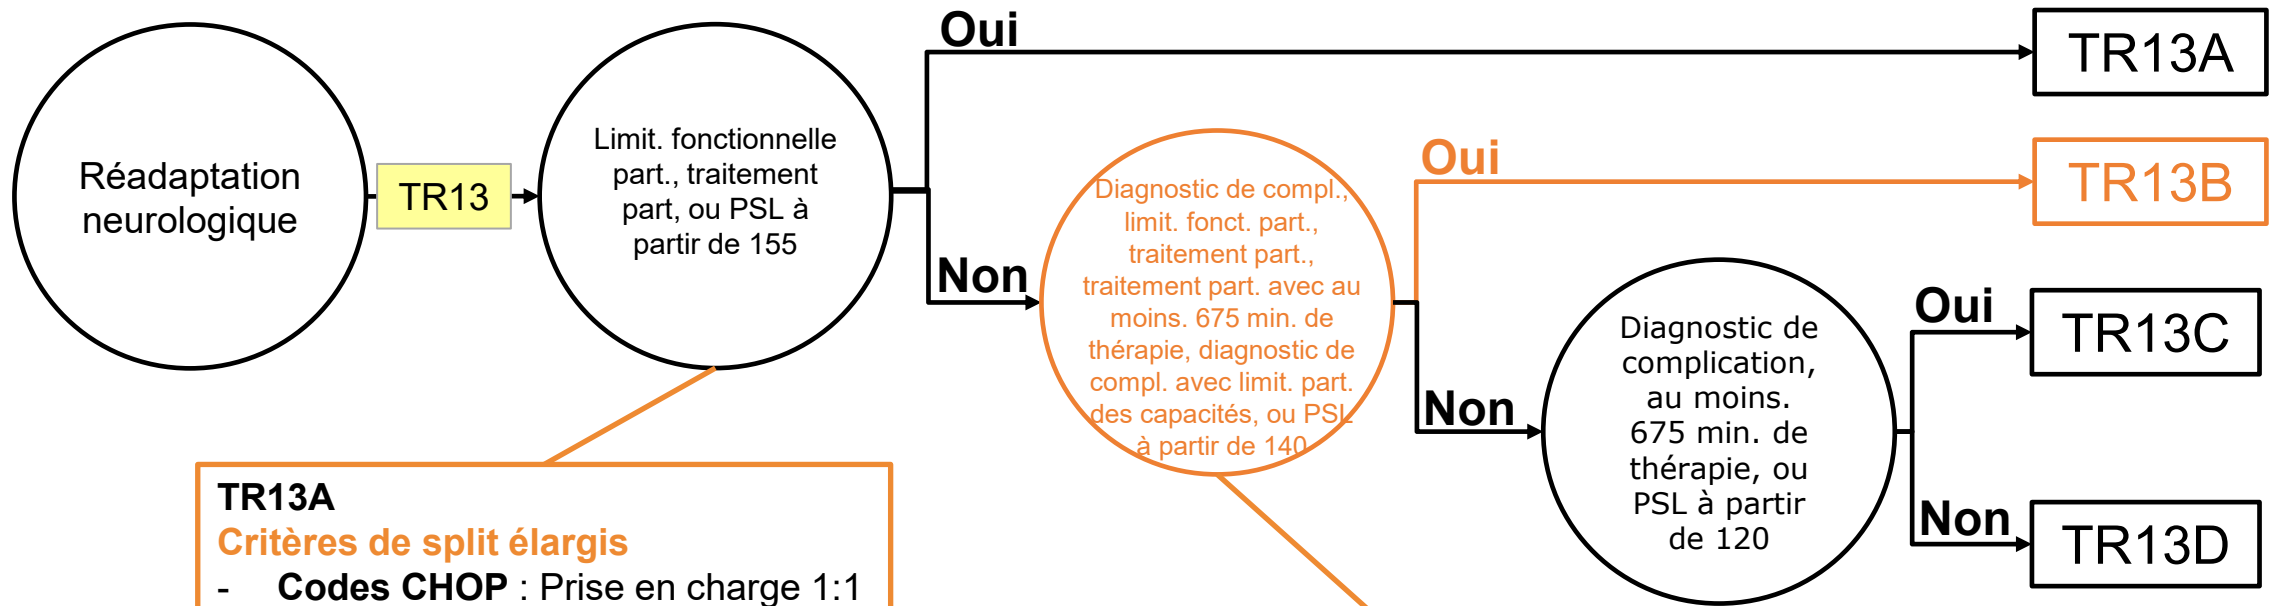 Réadaptation
neurologique
TR13
Limit. fonctionnelle
part., traitement
part, ou PSL à
partir de 155
Oui
TR13A
Non
Diagnostic de compl.,
limit. fonct. part.,
traitement part.,
traitement part. avec au
moins. 675 min. de
thérapie, diagnostic de
compl. avec limit. part.
des capacités, ou PSL
à partir de 140
Oui
TR13B
Non
Diagnostic de
complication,
au moins.
675 min. de
thérapie, ou
PSL à partir
de 120
Oui
TR13C
Non
TR13D
TR13A
Critères de split élargis
- Codes CHOP : Prise en charge 1:1